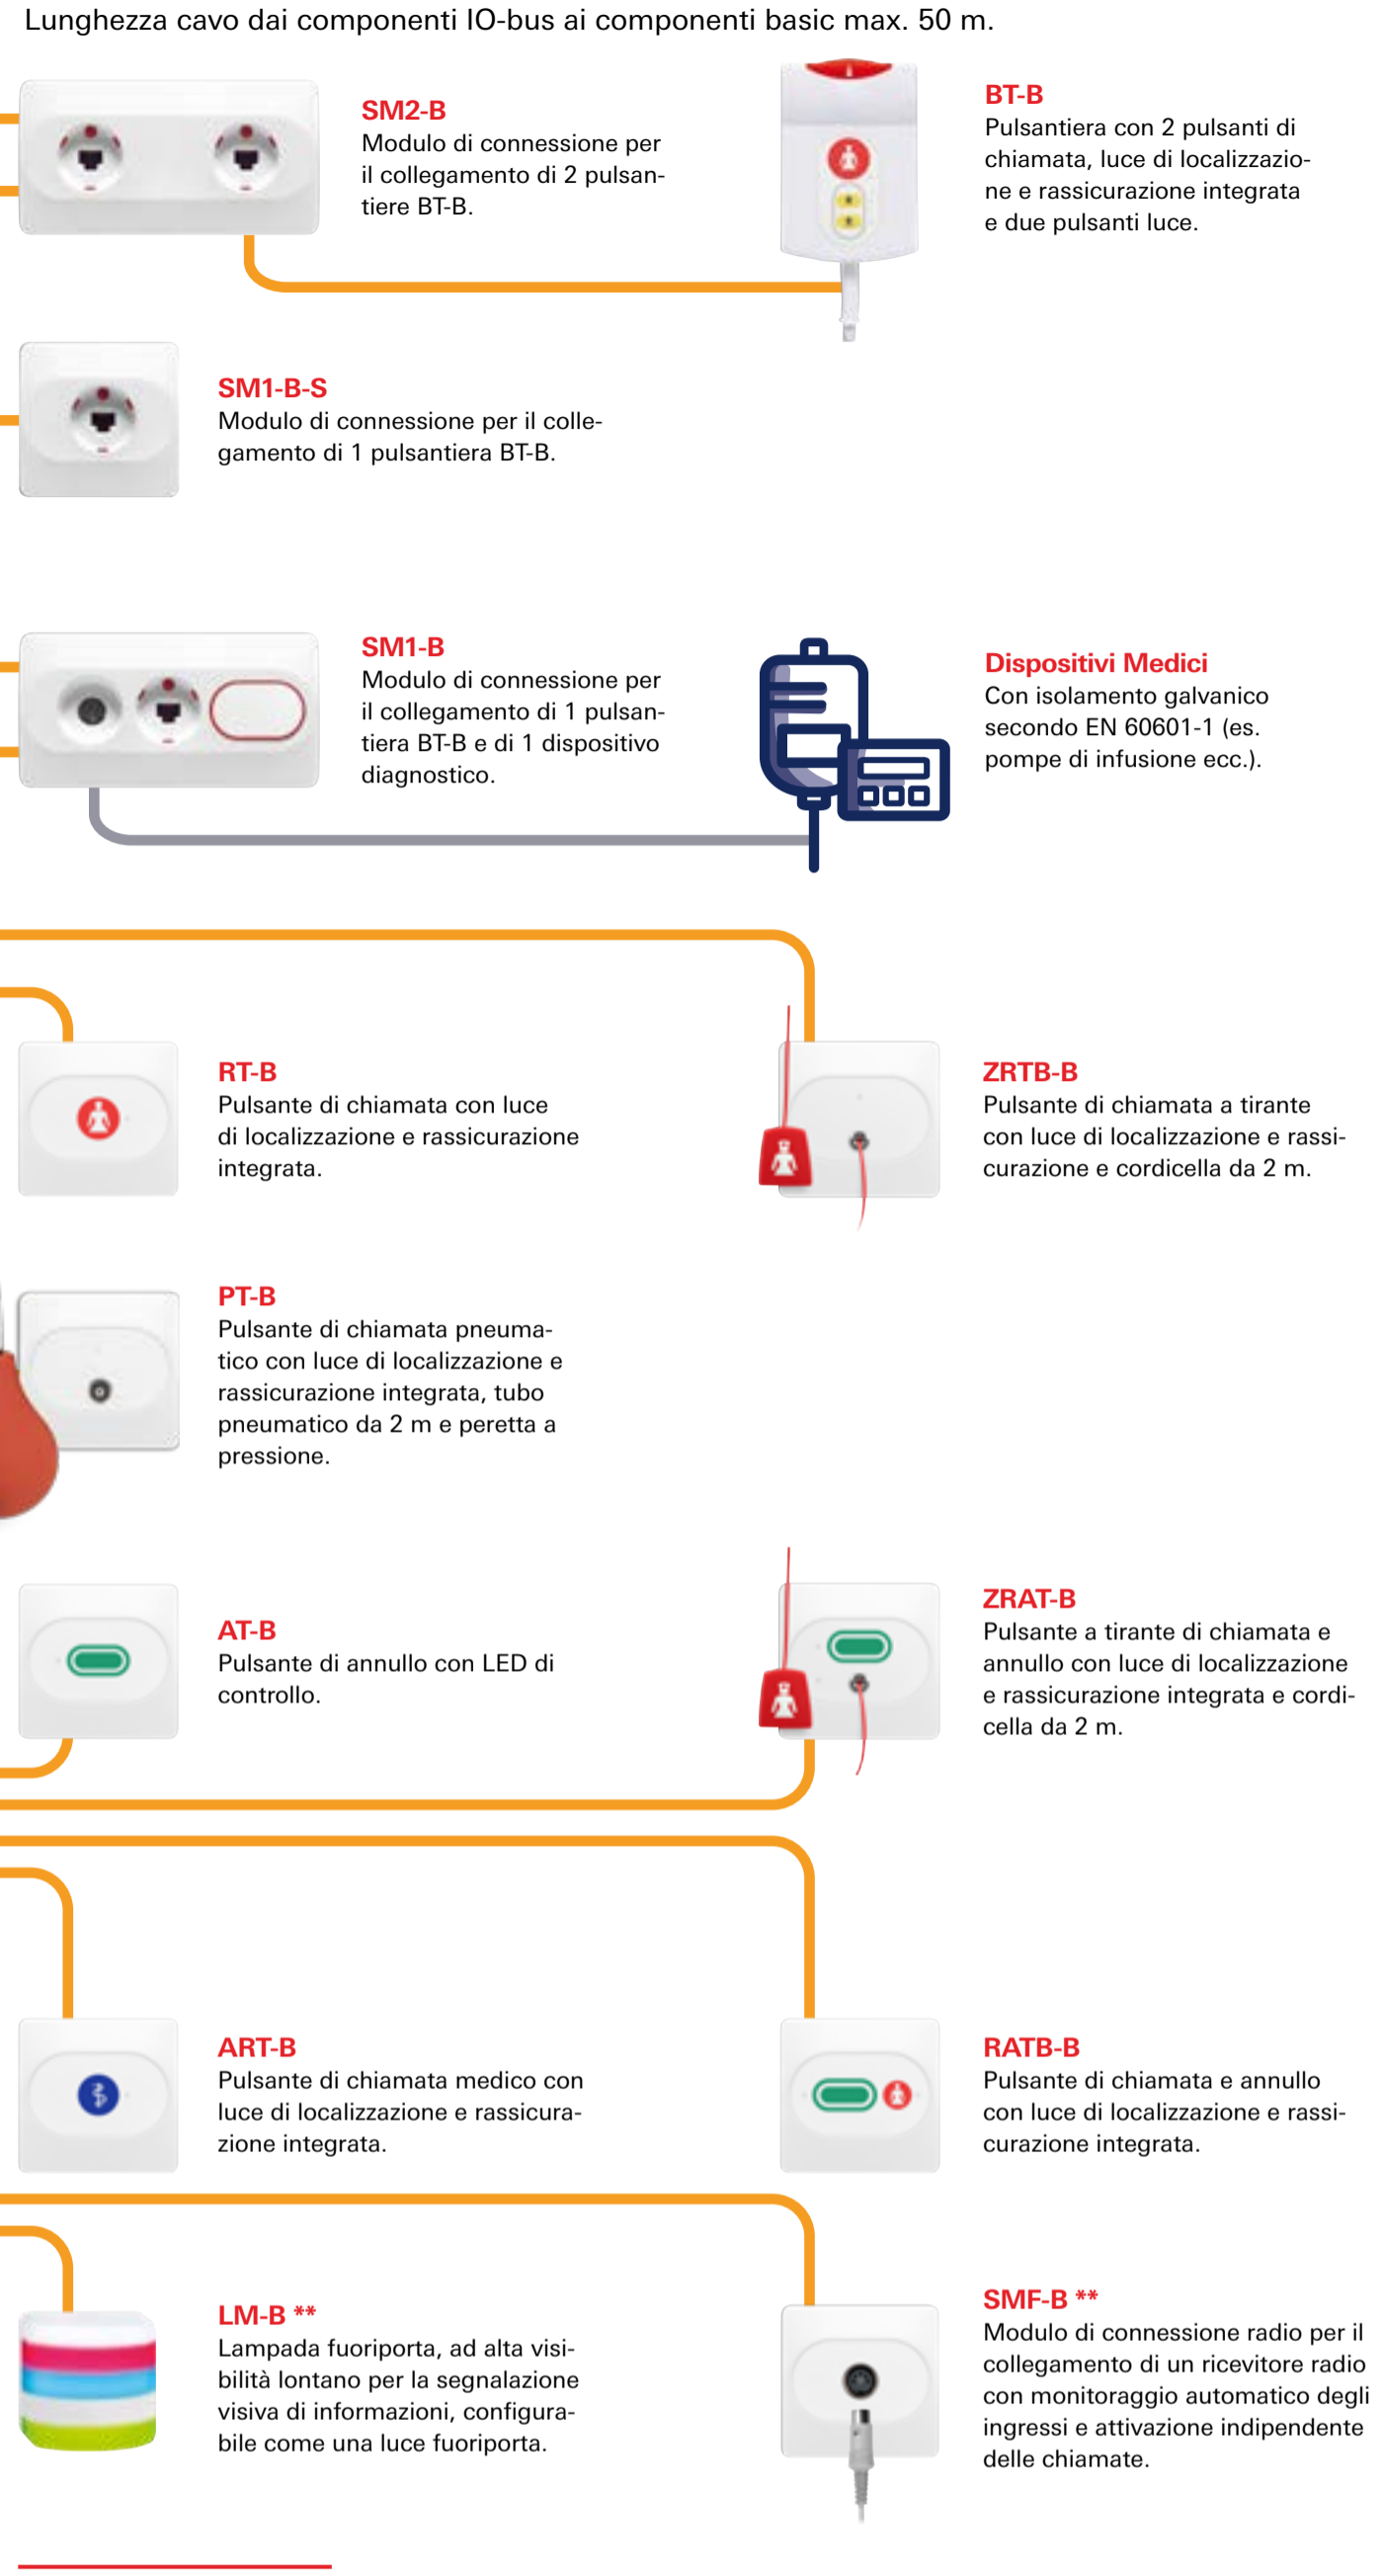 Lunghezza cavo dai componenti IO-bus ai componenti basic max. 50 m.
SM2-B
Modulo di connessione per
il collegamento di 2 pulsan-
tiere BT-B.
BT-B
Pulsantiera con 2 pulsanti di
chiamata, luce di localizzazio-
ne e rassicurazione integrata
e due pulsanti luce.
SM1-B-S
Modulo di connessione per il colle-
gamento di 1 pulsantiera BT-B.
SM1-B
Modulo di connessione per
il collegamento di 1 pulsan-
tiera BT-B e di 1 dispositivo
diagnostico.
Dispositivi Medici
Con isolamento galvanico
secondo EN 60601-1 (es.
pompe di infusione ecc.).
RT-B
Pulsante di chiamata con luce
di localizzazione e rassicurazione
integrata.
ZRTB-B
Pulsante di chiamata a tirante
con luce di localizzazione e rassi-
curazione e cordicella da 2 m.
PT-B
Pulsante di chiamata pneuma-
tico con luce di localizzazione e
rassicurazione integrata, tubo
pneumatico da 2 m e peretta a
pressione.
AT-B
Pulsante di annullo con LED di
controllo.
ZRAT-B
Pulsante a tirante di chiamata e
annullo con luce di localizzazione
e rassicurazione integrata e cordi-
cella da 2 m.
ART-B
Pulsante di chiamata medico con
luce di localizzazione e rassicura-
zione integrata.
RATB-B
Pulsante di chiamata e annullo
con luce di localizzazione e rassi-
curazione integrata.
LM-B **
Lampada fuoriporta, ad alta visi-
bilità lontano per la segnalazione
visiva di informazioni, configura-
bile come una luce fuoriporta.
SMF-B **
Modulo di connessione radio per il
collegamento di un ricevitore radio
con monitoraggio automatico degli
ingressi e attivazione indipendente
delle chiamate.